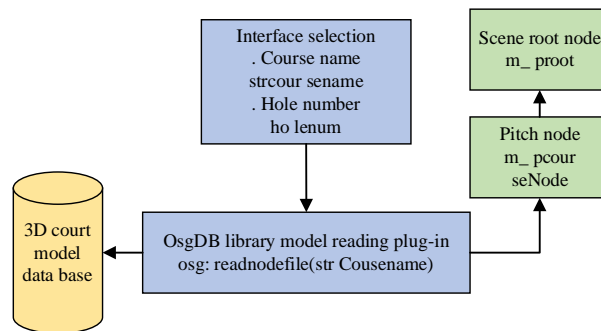 Interface selection
. Course name
strcour sename
. Hole number
ho lenum
Scene root node
m_ proot
Pitch node
m_ pcour
seNode
3D court
model
data base
OsgDB library model reading plug-in
osg: readnodefile(str Cousename)